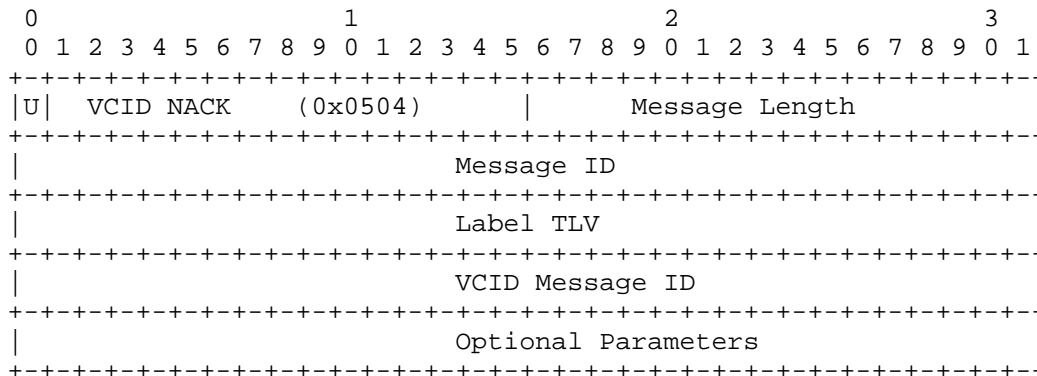 0                   1                   2                   3
 0 1 2 3 4 5 6 7 8 9 0 1 2 3 4 5 6 7 8 9 0 1 2 3 4 5 6 7 8 9 0 1
+-+-+-+-+-+-+-+-+-+-+-+-+-+-+-+-+-+-+-+-+-+-+-+-+-+-+-+-+-+-+-+--
|U|  VCID NACK    (0x0504)      |      Message Length
+-+-+-+-+-+-+-+-+-+-+-+-+-+-+-+-+-+-+-+-+-+-+-+-+-+-+-+-+-+-+-+--
|                           Message ID
+-+-+-+-+-+-+-+-+-+-+-+-+-+-+-+-+-+-+-+-+-+-+-+-+-+-+-+-+-+-+-+--
|                           Label TLV
+-+-+-+-+-+-+-+-+-+-+-+-+-+-+-+-+-+-+-+-+-+-+-+-+-+-+-+-+-+-+-+--
|                           VCID Message ID
+-+-+-+-+-+-+-+-+-+-+-+-+-+-+-+-+-+-+-+-+-+-+-+-+-+-+-+-+-+-+-+--
|                           Optional Parameters
+-+-+-+-+-+-+-+-+-+-+-+-+-+-+-+-+-+-+-+-+-+-+-+-+-+-+-+-+-+-+-+--